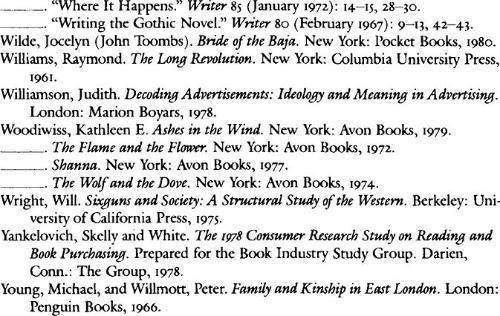 ______. "Where It Happens." Writer 85 (January 1972): 14–15, 28–30.
______. "Writing the Gothic Novel." Writer 80 (February 1967): 9–13, 42–43.
Wilde, Jocelyn (John Toombs). Bride of the Baja. New York: Pocket Books, 1980.
Williams, Raymond. The Long Revolution. New York: Columbia University Press,
1961.
Williamson, Judith. Decoding Advertisements: Ideology and Meaning in Advertising.
London: Marion Boyars, 1978.
Woodiwiss, Kathleen E. Ashes in the Wind. New York: Avon Books, 1979.
______. The Flame and the Flower. New York: Avon Books, 1972.
______. Shanna. New York: Avon Books, 1977.
______. The Wolf and the Dove. New York: Avon Books, 1974.
Wright, Will. Sixguns and Society: A Structural Study of the Western. Berkeley: Uni-
versity of California Press, 1975.
Yankelovich, Skelly and White. The 1978 Consumer Research Study on Reading and
Book Purchasing. Prepared for the Book Industry Study Group. Darien,
Conn.: The Group, 1978.
Young, Michael, and Willmott, Peter. Family and Kinship in East London. London:
Penguin Books, 1966.